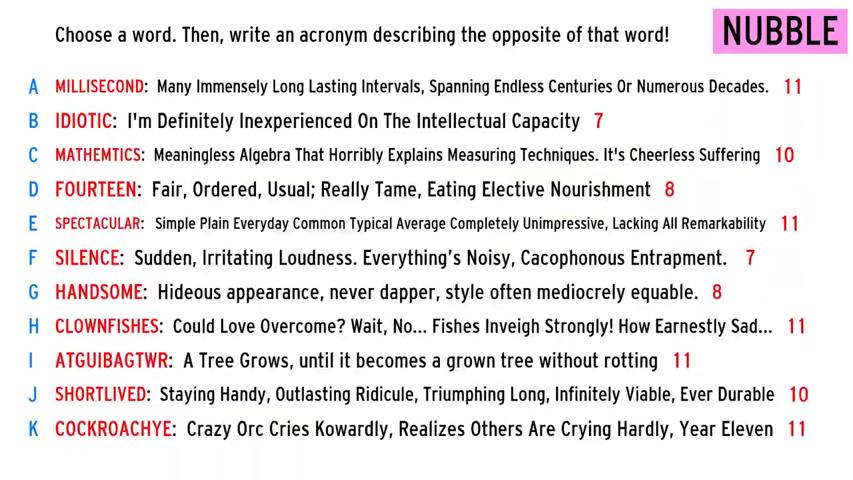 Choose a word. Then, write an acronym describing the opposite of that word!
NUBBLE
A MILLISECOND: Many Immensely Long Lasting Intervals, Spanning Endless Centuries Or Numerous Decades. 11
B IDIOTIC: I'm Definitely Inexperienced On The Intellectual Capacity 7
C MATHEMTICS: Meaningless Algebra That Horribly Explains Measuring Techniques. It's Cheerless Suffering 10
D FOURTEEN: Fair, Ordered, Usual; Really Tame, Eating Elective Nourishment 8
E SPECTACULAR: Simple Plain Everyday Common Typical Average Completely Unimpressive, Lacking All Remarkability 11
F SILENCE: Sudden, Irritating Loudness. Everything's Noisy, Cacophonous Entrapment. 7
G HANDSOME: Hideous appearance, never dapper, style often mediocrely equable. 8
H CLOWNFISHES: Could Love Overcome? Wait, No... Fishes Inveigh Strongly! How Earnestly Sad... 11
I ATGUIBAGTWR: A Tree Grows, until it becomes a grown tree without rotting 11
J SHORTLIVED: Staying Handy, Outlasting Ridicule, Triumphing Long, Infinitely Viable, Ever Durable 10
K COCKROACHYE: Crazy Orc Cries Kowardly, Realizes Others Are Crying Hardly, Year Eleven 11